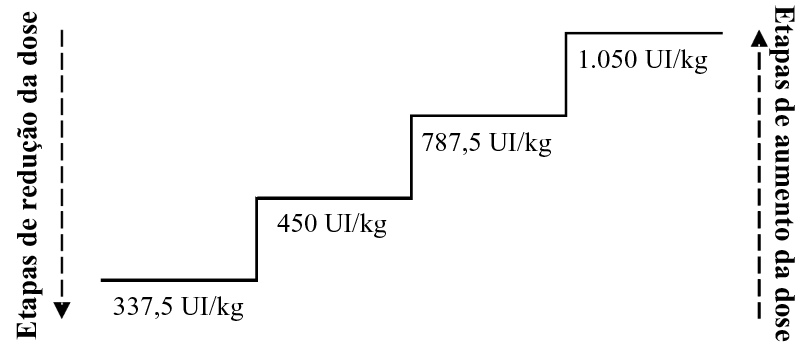 Etapas de redução da dose
1.050 UI/kg
787,5 UI/kg
450 UI/kg
337,5 UI/kg
Etapas de aumento da dose